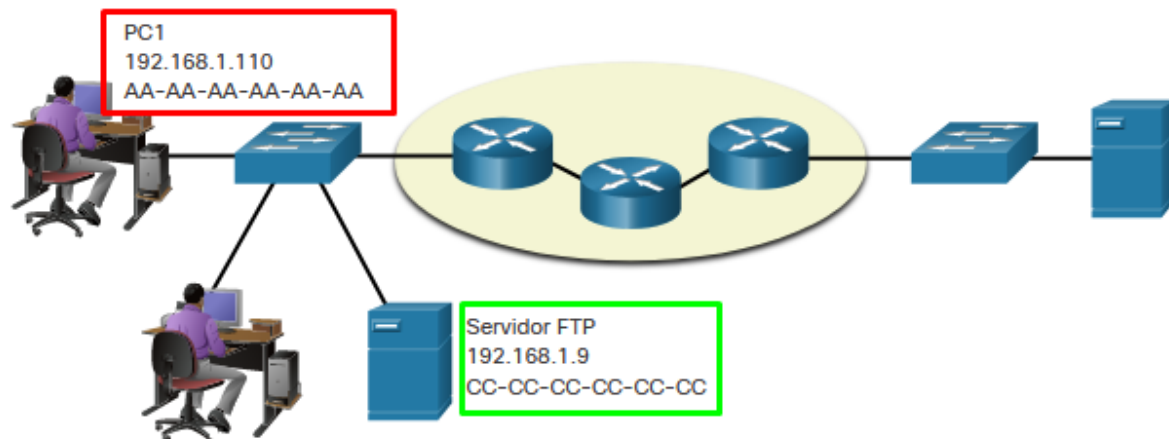 PC1
192.168.1.110
AA-AA-AA-AA-AA-AA
Servidor FTP
192.168.1.9
CC-CC-CC-CC-CC-CC